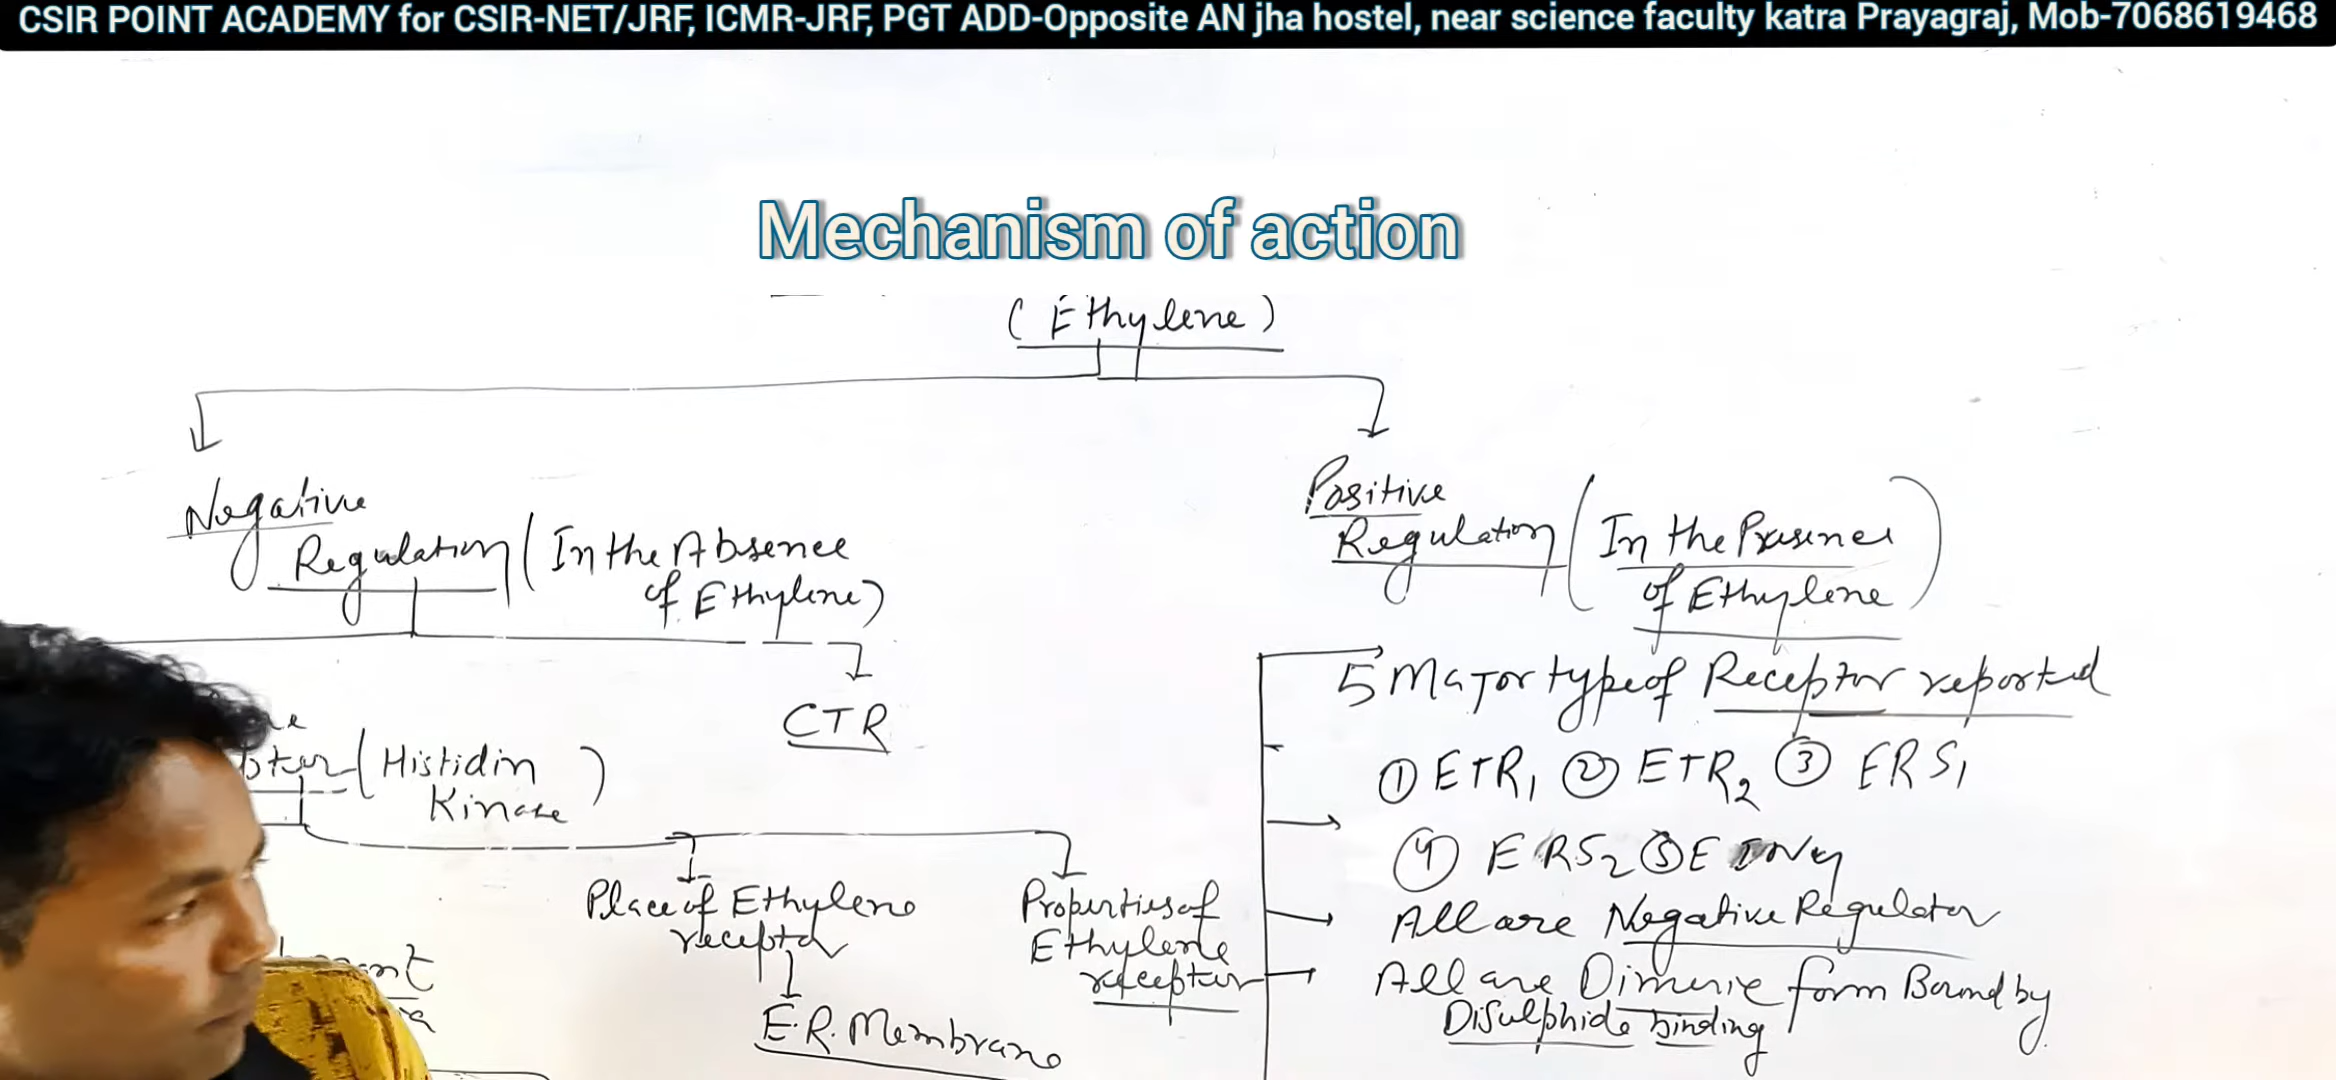 CSIR POINT ACADEMY for CSIR-NET/JRF, ICMR-JRF, PGT ADD-Opposite AN jha hostel, near science faculty katra Prayagraj, Mob-7068619468
Mechanism of action
(Ethylene)
Negative
Regulation (In the Absence
of Ethylene)
Positive
Regulation (In the Presence
of Ethylene
CTR
(Histidin
Kinase)
Place of Ethylene
receptor
E.R. Membrane
Properties of
Ethylene
receptor
5 Major type of Receptor reported
① ETR1 ② ETR2 ③ ERS1
④ ERS2 ⑤ EIN4
All are Negative Regulator
All are Dimeric form Bound by
Disulphide binding